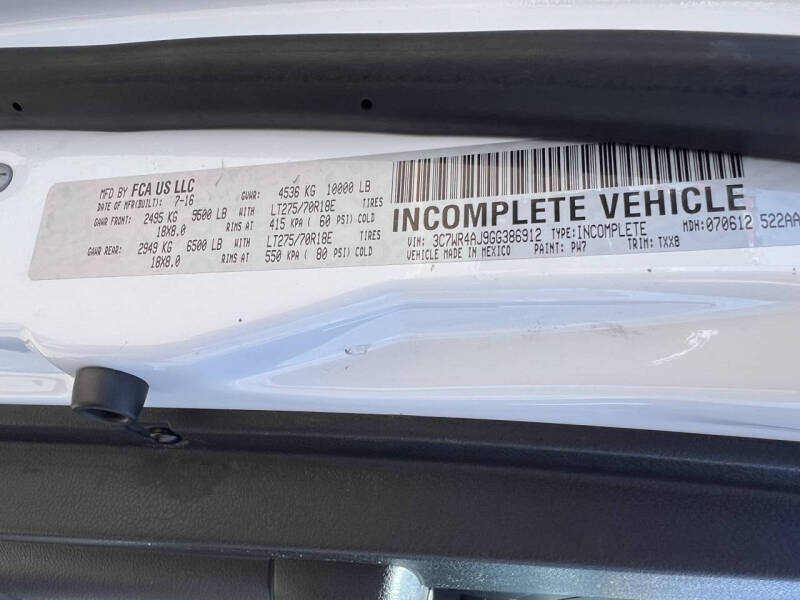 MFD BY FCA US LLC
DATE OF MFR(BUILT): 7-16 GVWR: 4536 KG 10000 LB
GAWR FRONT: 2495 KG 5500 LB WITH LT275/70R18E TIRES
18X8.0 RIMS AT 415 KPA ( 60 PSI) COLD
GAWR REAR: 2949 KG 6500 LB WITH LT275/70R18E TIRES
18X8.0 RIMS AT 550 KPA ( 80 PSI) COLD
INCOMPLETE VEHICLE
VIN: 3C7WR4AJ9GG386912 TYPE:INCOMPLETE MDH:070612 522AA
VEHICLE MADE IN MEXICO PAINT: PW7 TRIM: TXX8